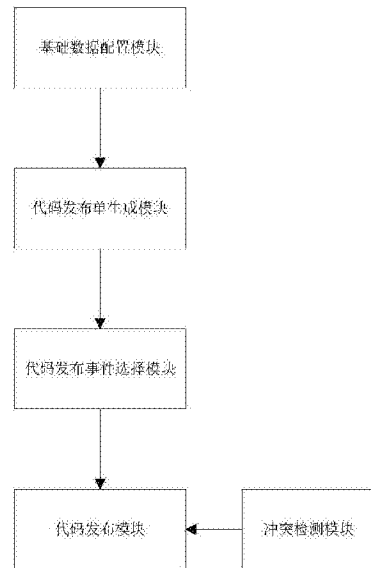 基础数据配置模块
代码发布单生成模块
代码发布事件选择模块
代码发布模块
冲突检测模块